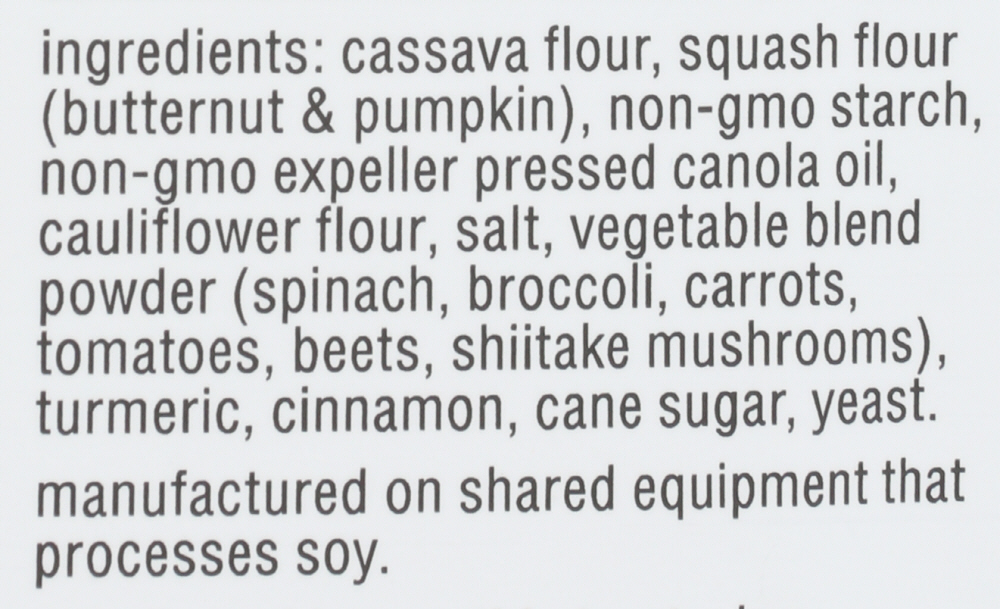 ingredients: cassava flour, squash flour
(butternut & pumpkin), non-gmo starch,
non-gmo expeller pressed canola oil,
cauliflower flour, salt, vegetable blend
powder (spinach, broccoli, carrots,
tomatoes, beets, shiitake mushrooms),
turmeric, cinnamon, cane sugar, yeast.
manufactured on shared equipment that
processes soy.